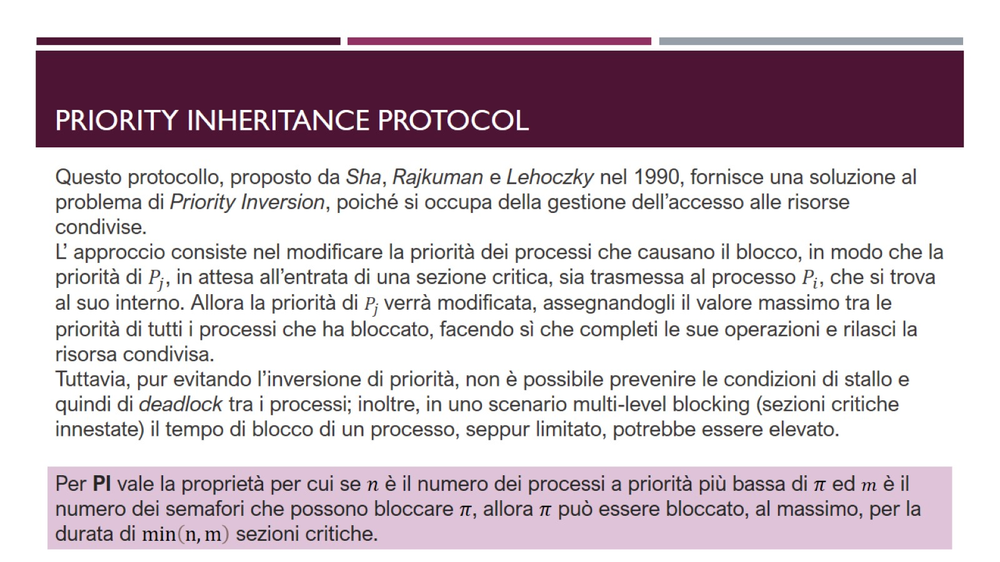 PRIORITY INHERITANCE PROTOCOL
Questo protocollo, proposto da Sha, Rajkuman e Lehoczky nel 1990, fornisce una soluzione al
problema di Priority Inversion, poiché si occupa della gestione dell’accesso alle risorse
condivise.
L’ approccio consiste nel modificare la priorità dei processi che causano il blocco, in modo che la
priorità di P_j, in attesa all’entrata di una sezione critica, sia trasmessa al processo P_i, che si trova
al suo interno. Allora la priorità di P_j verrà modificata, assegnandogli il valore massimo tra le
priorità di tutti i processi che ha bloccato, facendo sì che completi le sue operazioni e rilasci la
risorsa condivisa.
Tuttavia, pur evitando l’inversione di priorità, non è possibile prevenire le condizioni di stallo e
quindi di deadlock tra i processi; inoltre, in uno scenario multi-level blocking (sezioni critiche
innestate) il tempo di blocco di un processo, seppur limitato, potrebbe essere elevato.
Per PI vale la proprietà per cui se n è il numero dei processi a priorità più bassa di π ed m è il
numero dei semafori che possono bloccare π, allora π può essere bloccato, al massimo, per la
durata di min(n, m) sezioni critiche.